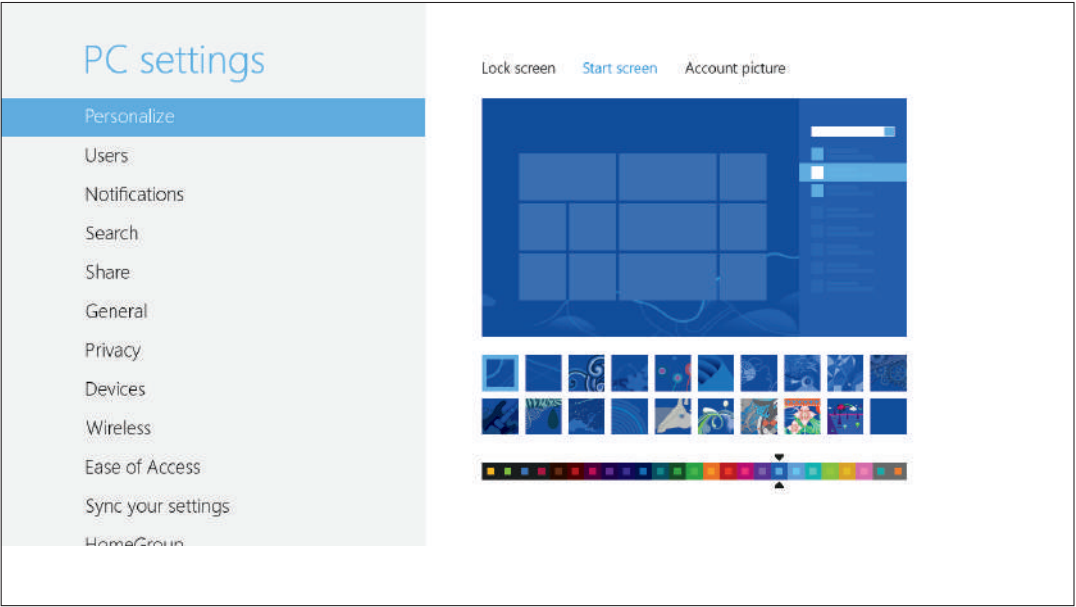 PC settings
Lock screen Start screen Account picture
Personalize
Users
Notifications
Search
Share
General
Privacy
Devices
Wireless
Ease of Access
Sync your settings
HomeGroup